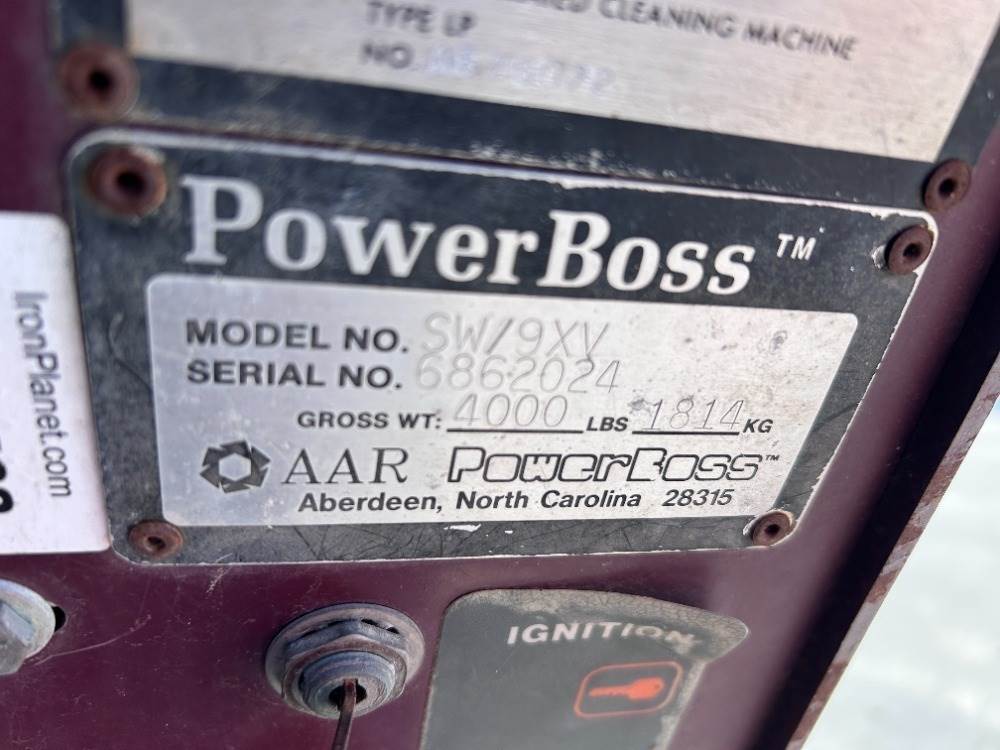 CLEANING MACHINE
TYPE LP
NO.
PowerBoss™
MODEL NO. SW/9XV
SERIAL NO. 6862024
GROSS WT: 4000 LBS 1814 KG
AAR PowerBoss™
Aberdeen, North Carolina 28315
IronPlanet.com
IGNITION